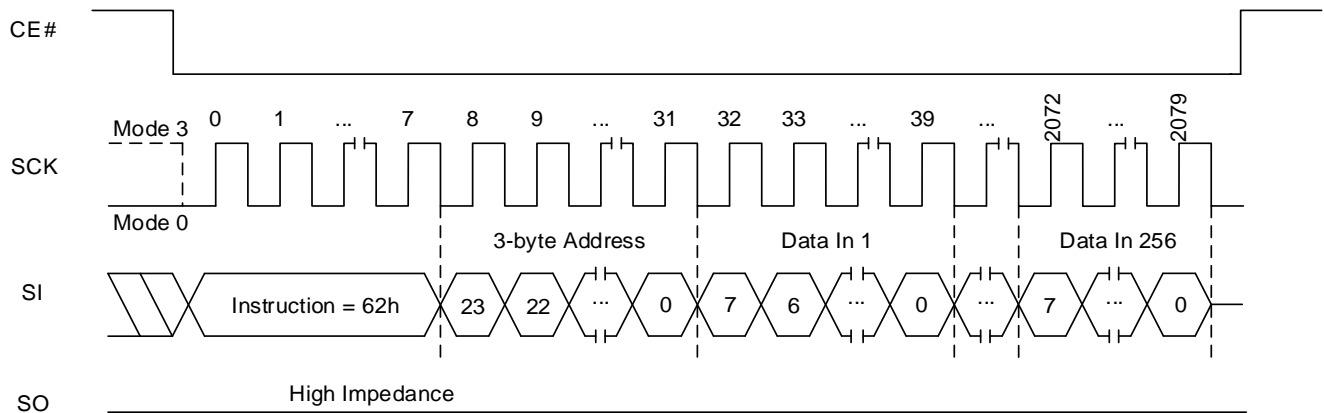 CE#
0 1 ... 7 8 9 ... 31 32 33 ... 39 ... 2072 ... 2079
Mode 3
SCK
Mode 0
3-byte Address Data In 1 Data In 256
SI Instruction = 62h 23 22 ... 0 7 6 ... 0 ... 7 ... 0
High Impedance
SO